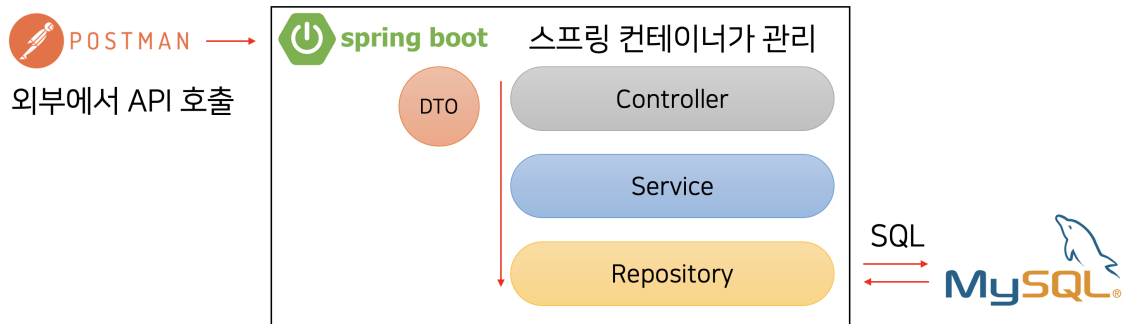 POSTMAN
외부에서 API 호출
spring boot
스프링 컨테이너가 관리
DTO
Controller
Service
Repository
SQL
MySQL®